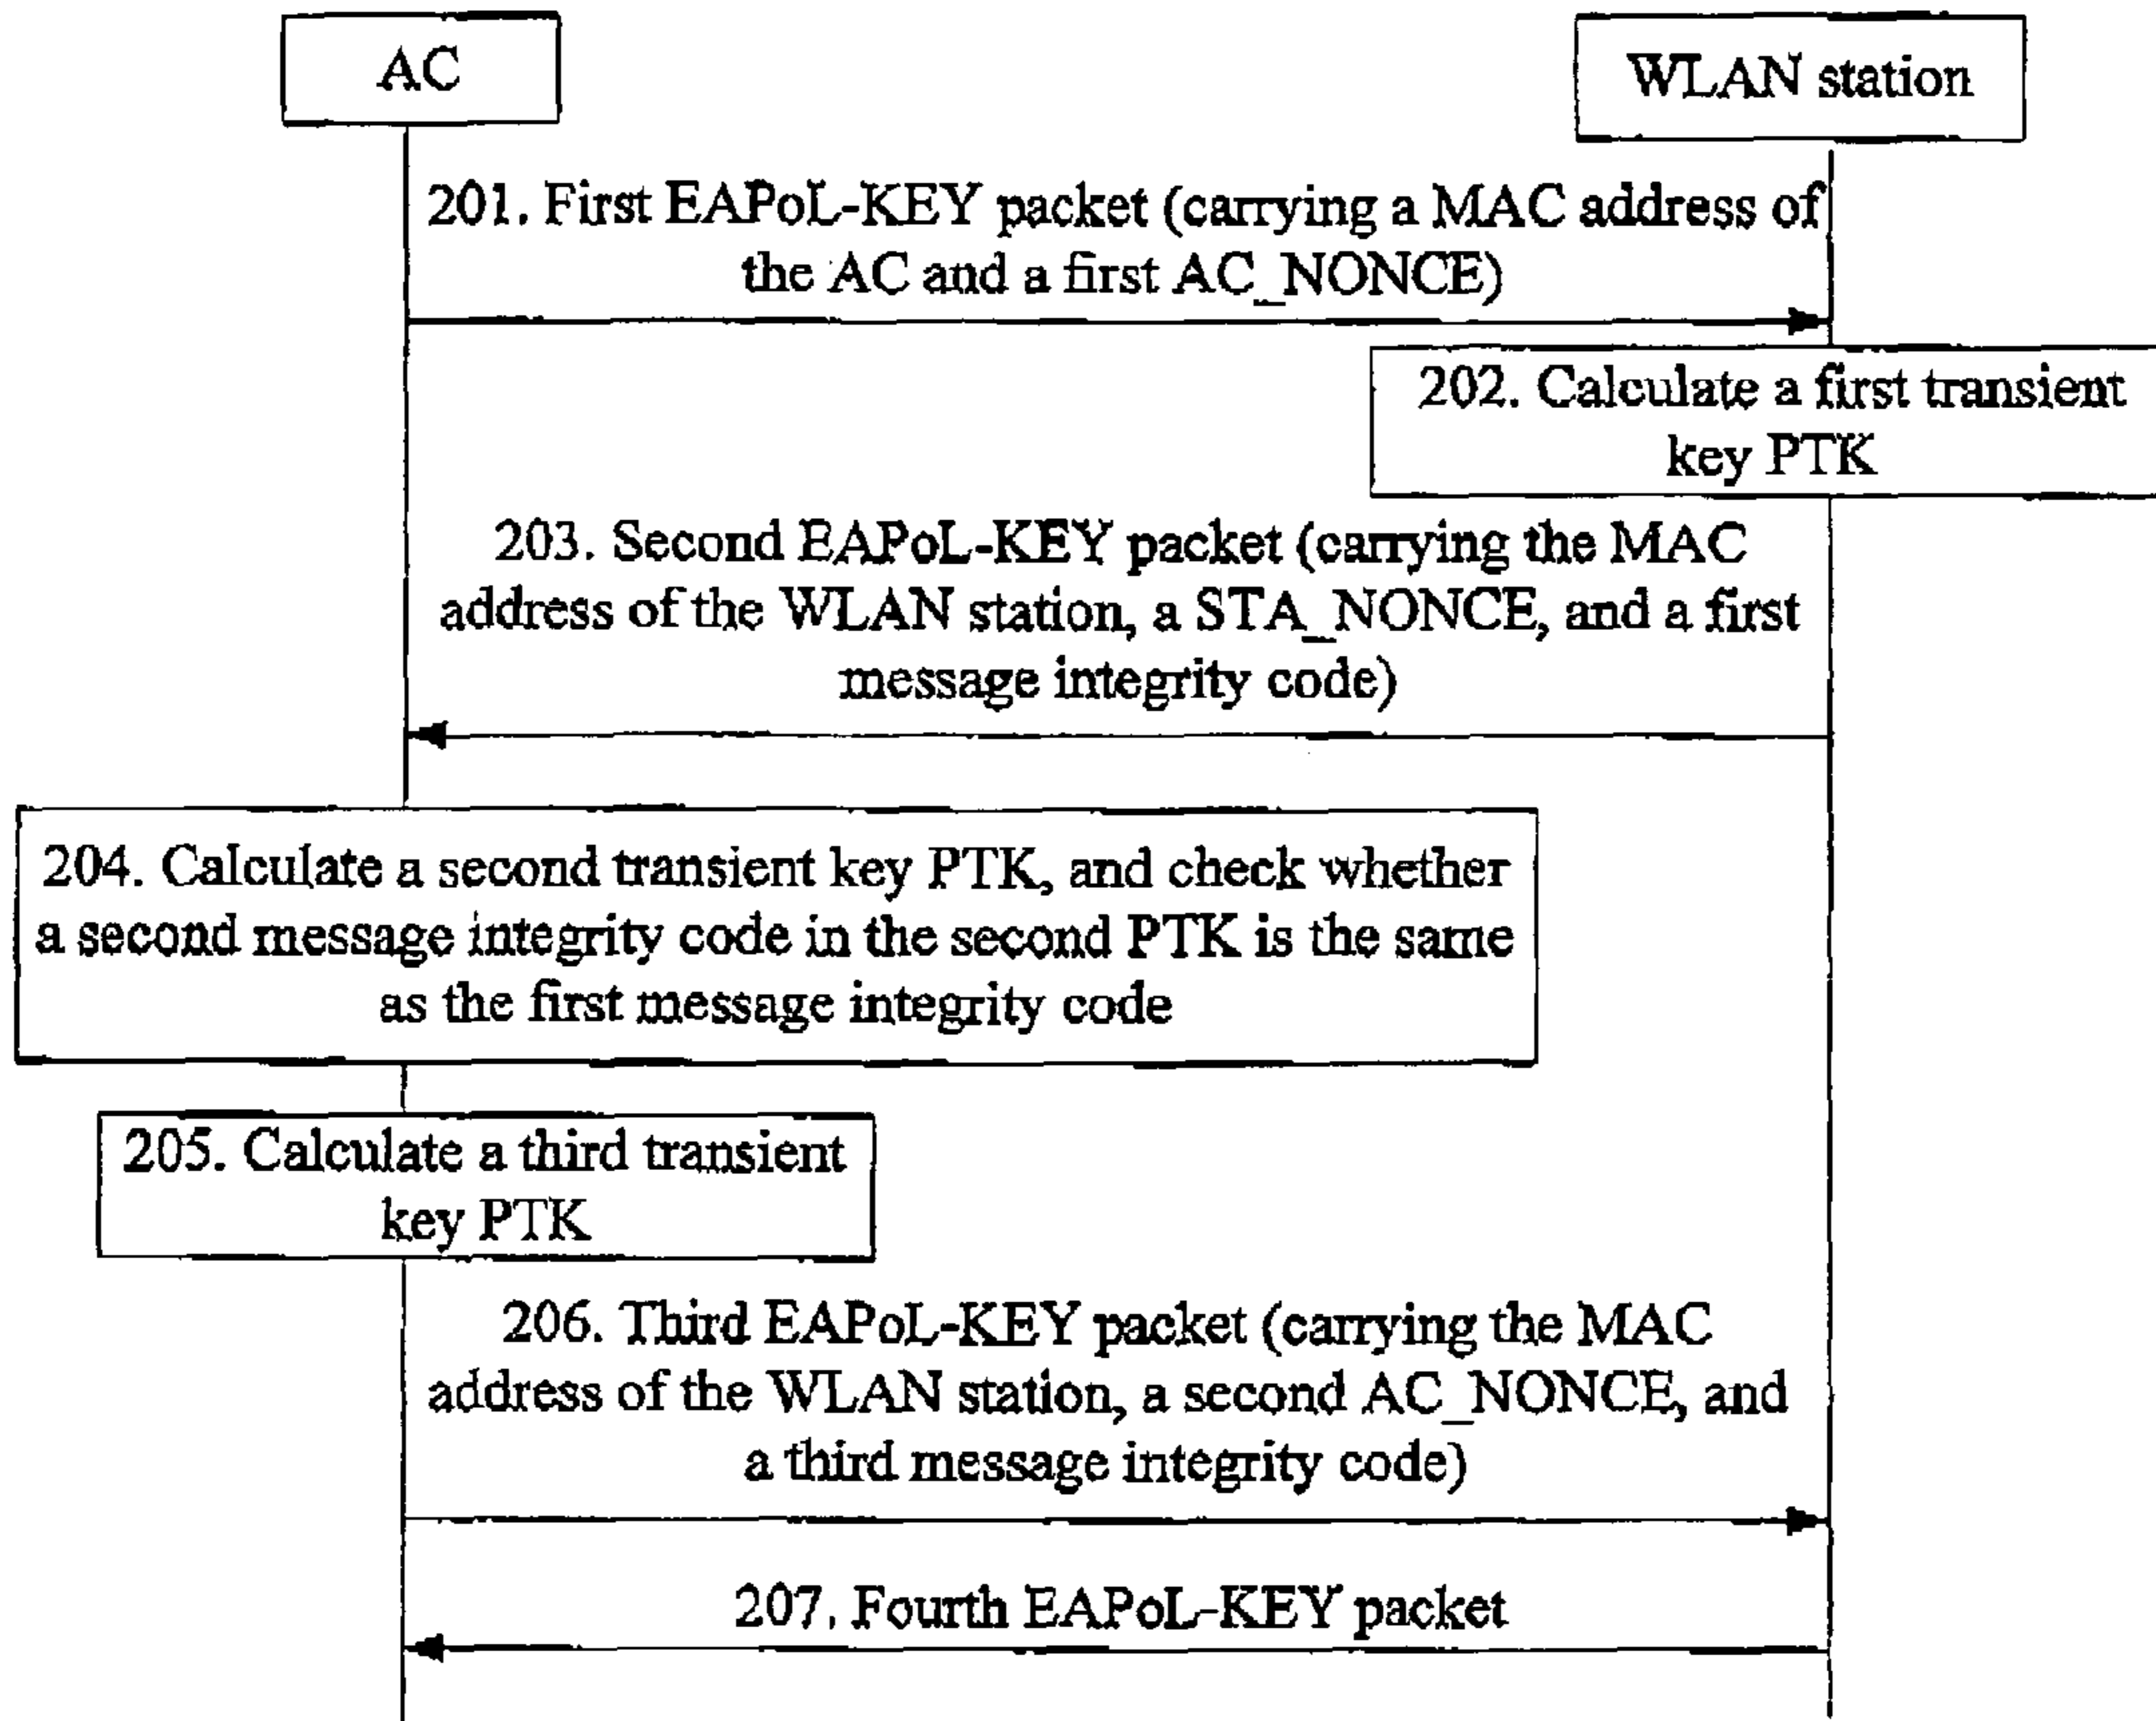 AC
WLAN station
201. First EAPoL-KEY packet (carrying a MAC address of
the AC and a first AC_NONCE)
202. Calculate a first transient
key PTK
203. Second EAPoL-KEY packet (carrying the MAC
address of the WLAN station, a STA_NONCE, and a first
message integrity code)
204. Calculate a second transient key PTK, and check whether
a second message integrity code in the second PTK is the same
as the first message integrity code
205. Calculate a third transient
key PTK
206. Third EAPoL-KEY packet (carrying the MAC
address of the WLAN station, a second AC_NONCE, and
a third message integrity code)
207. Fourth EAPoL-KEY packet